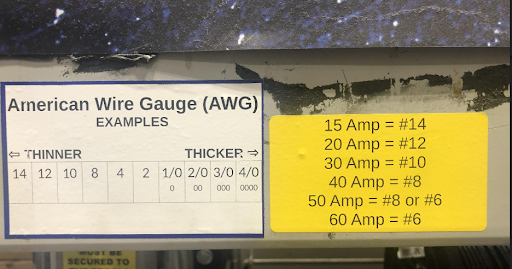 American Wire Gauge (AWG)
EXAMPLES
⇐ THINNER THICKER ⇒
14 12 10 8 4 2 1/0 2/0 3/0 4/0
0 00 000 0000
15 Amp = #14
20 Amp = #12
30 Amp = #10
40 Amp = #8
50 Amp = #8 or #6
60 Amp = #6
MUST BE
SECURED TO